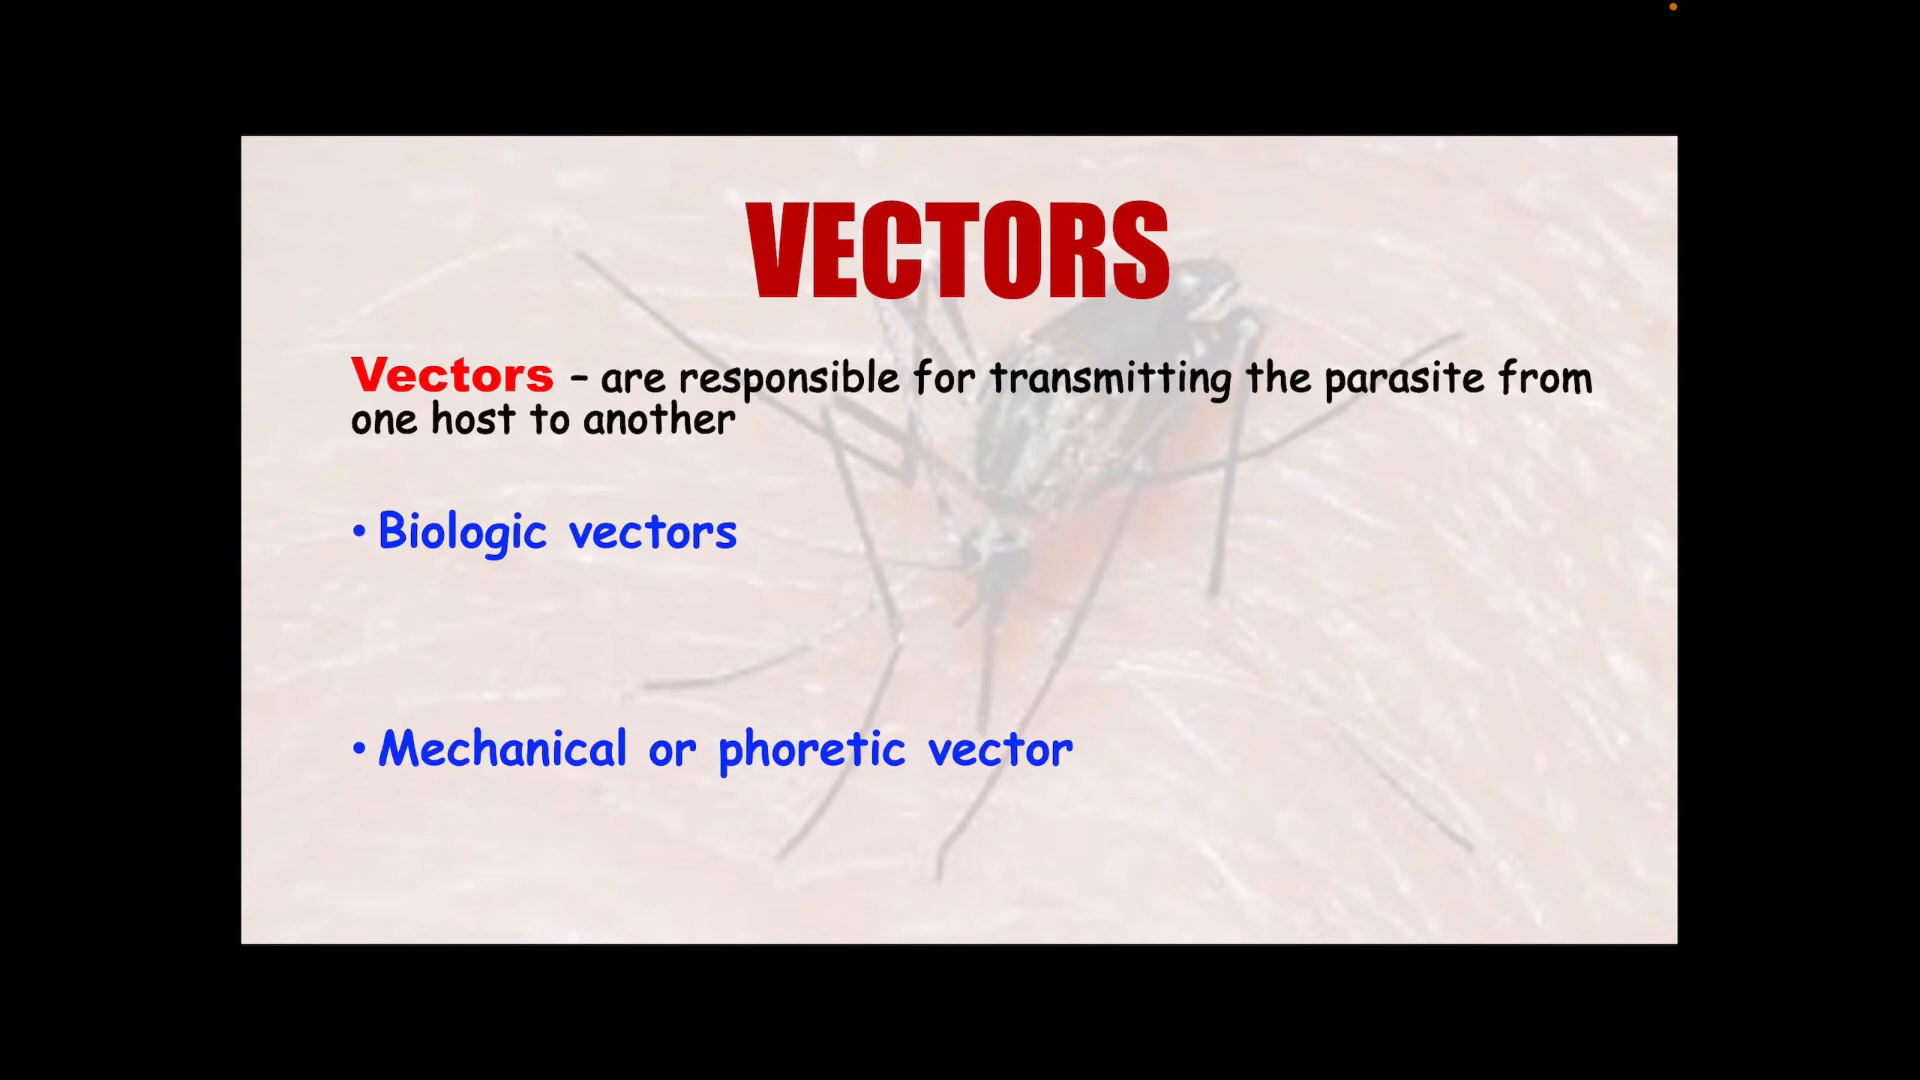 VECTORS
Vectors – are responsible for transmitting the parasite from
one host to another
• Biologic vectors
• Mechanical or phoretic vector